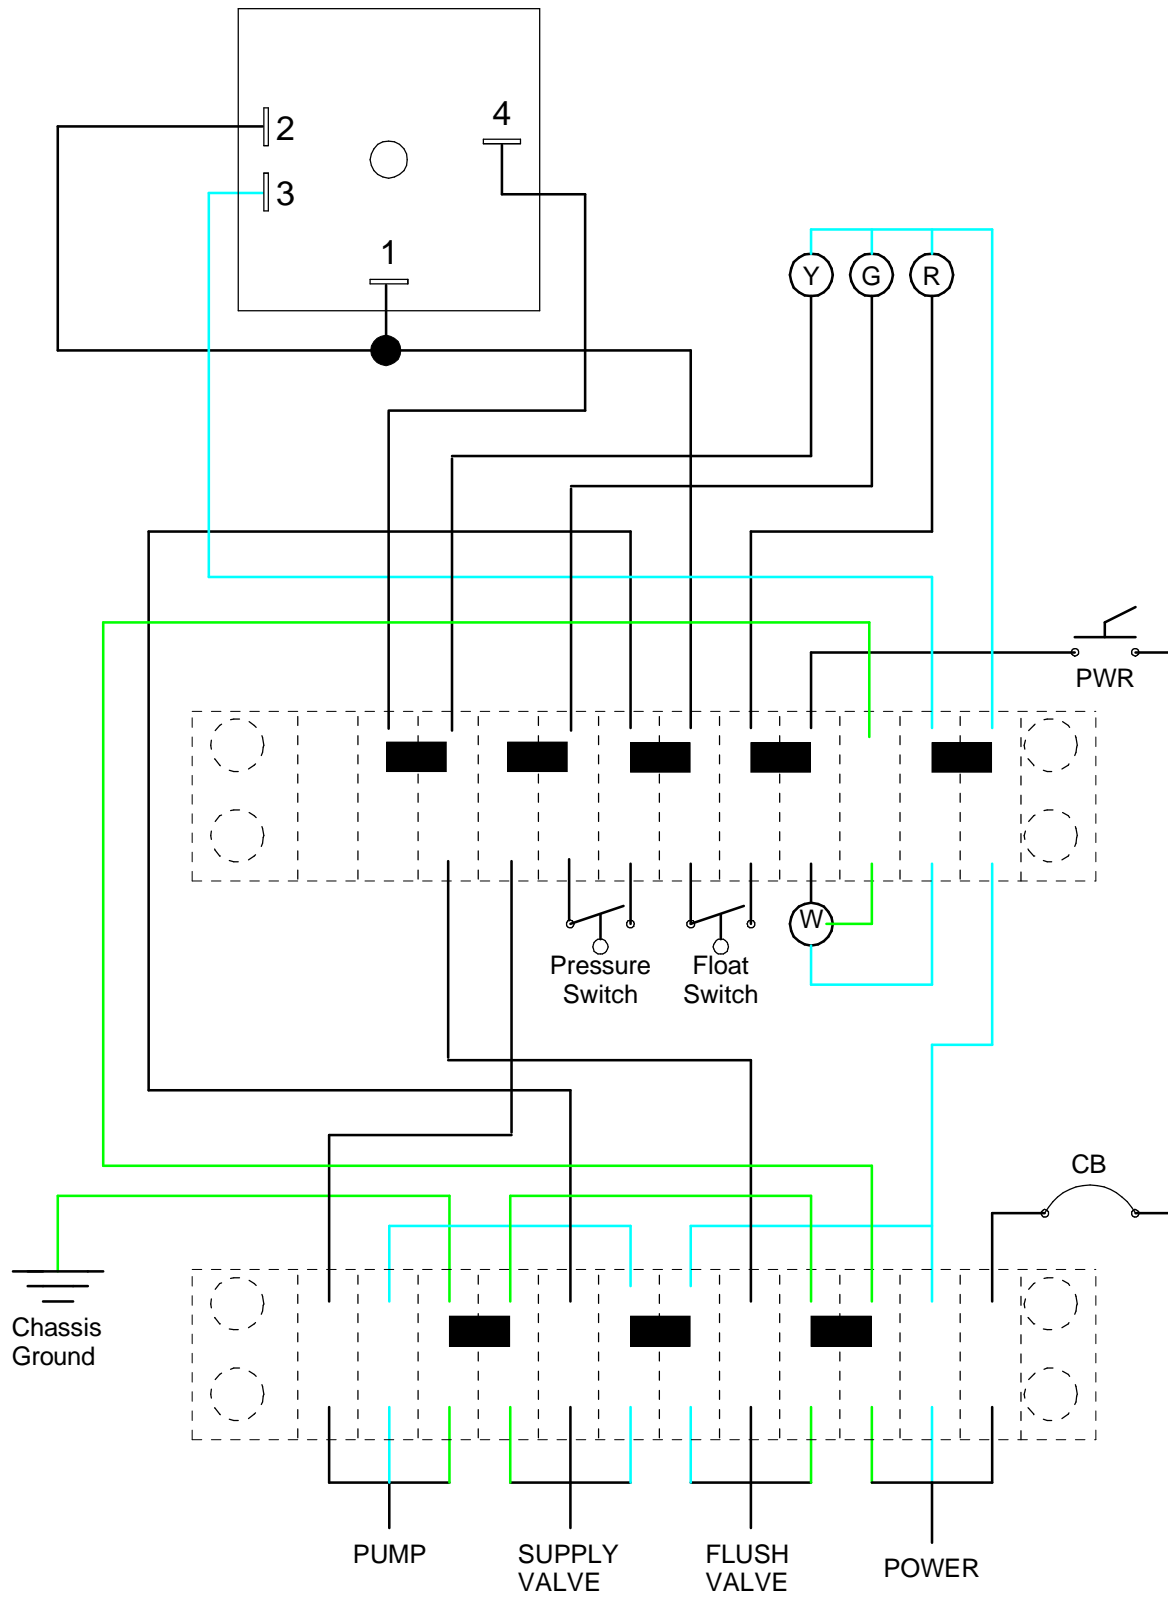 4
2
3
1
Y G R
PWR
W
Pressure
Switch
Float
Switch
CB
Chassis
Ground
PUMP
SUPPLY
VALVE
FLUSH
VALVE
POWER